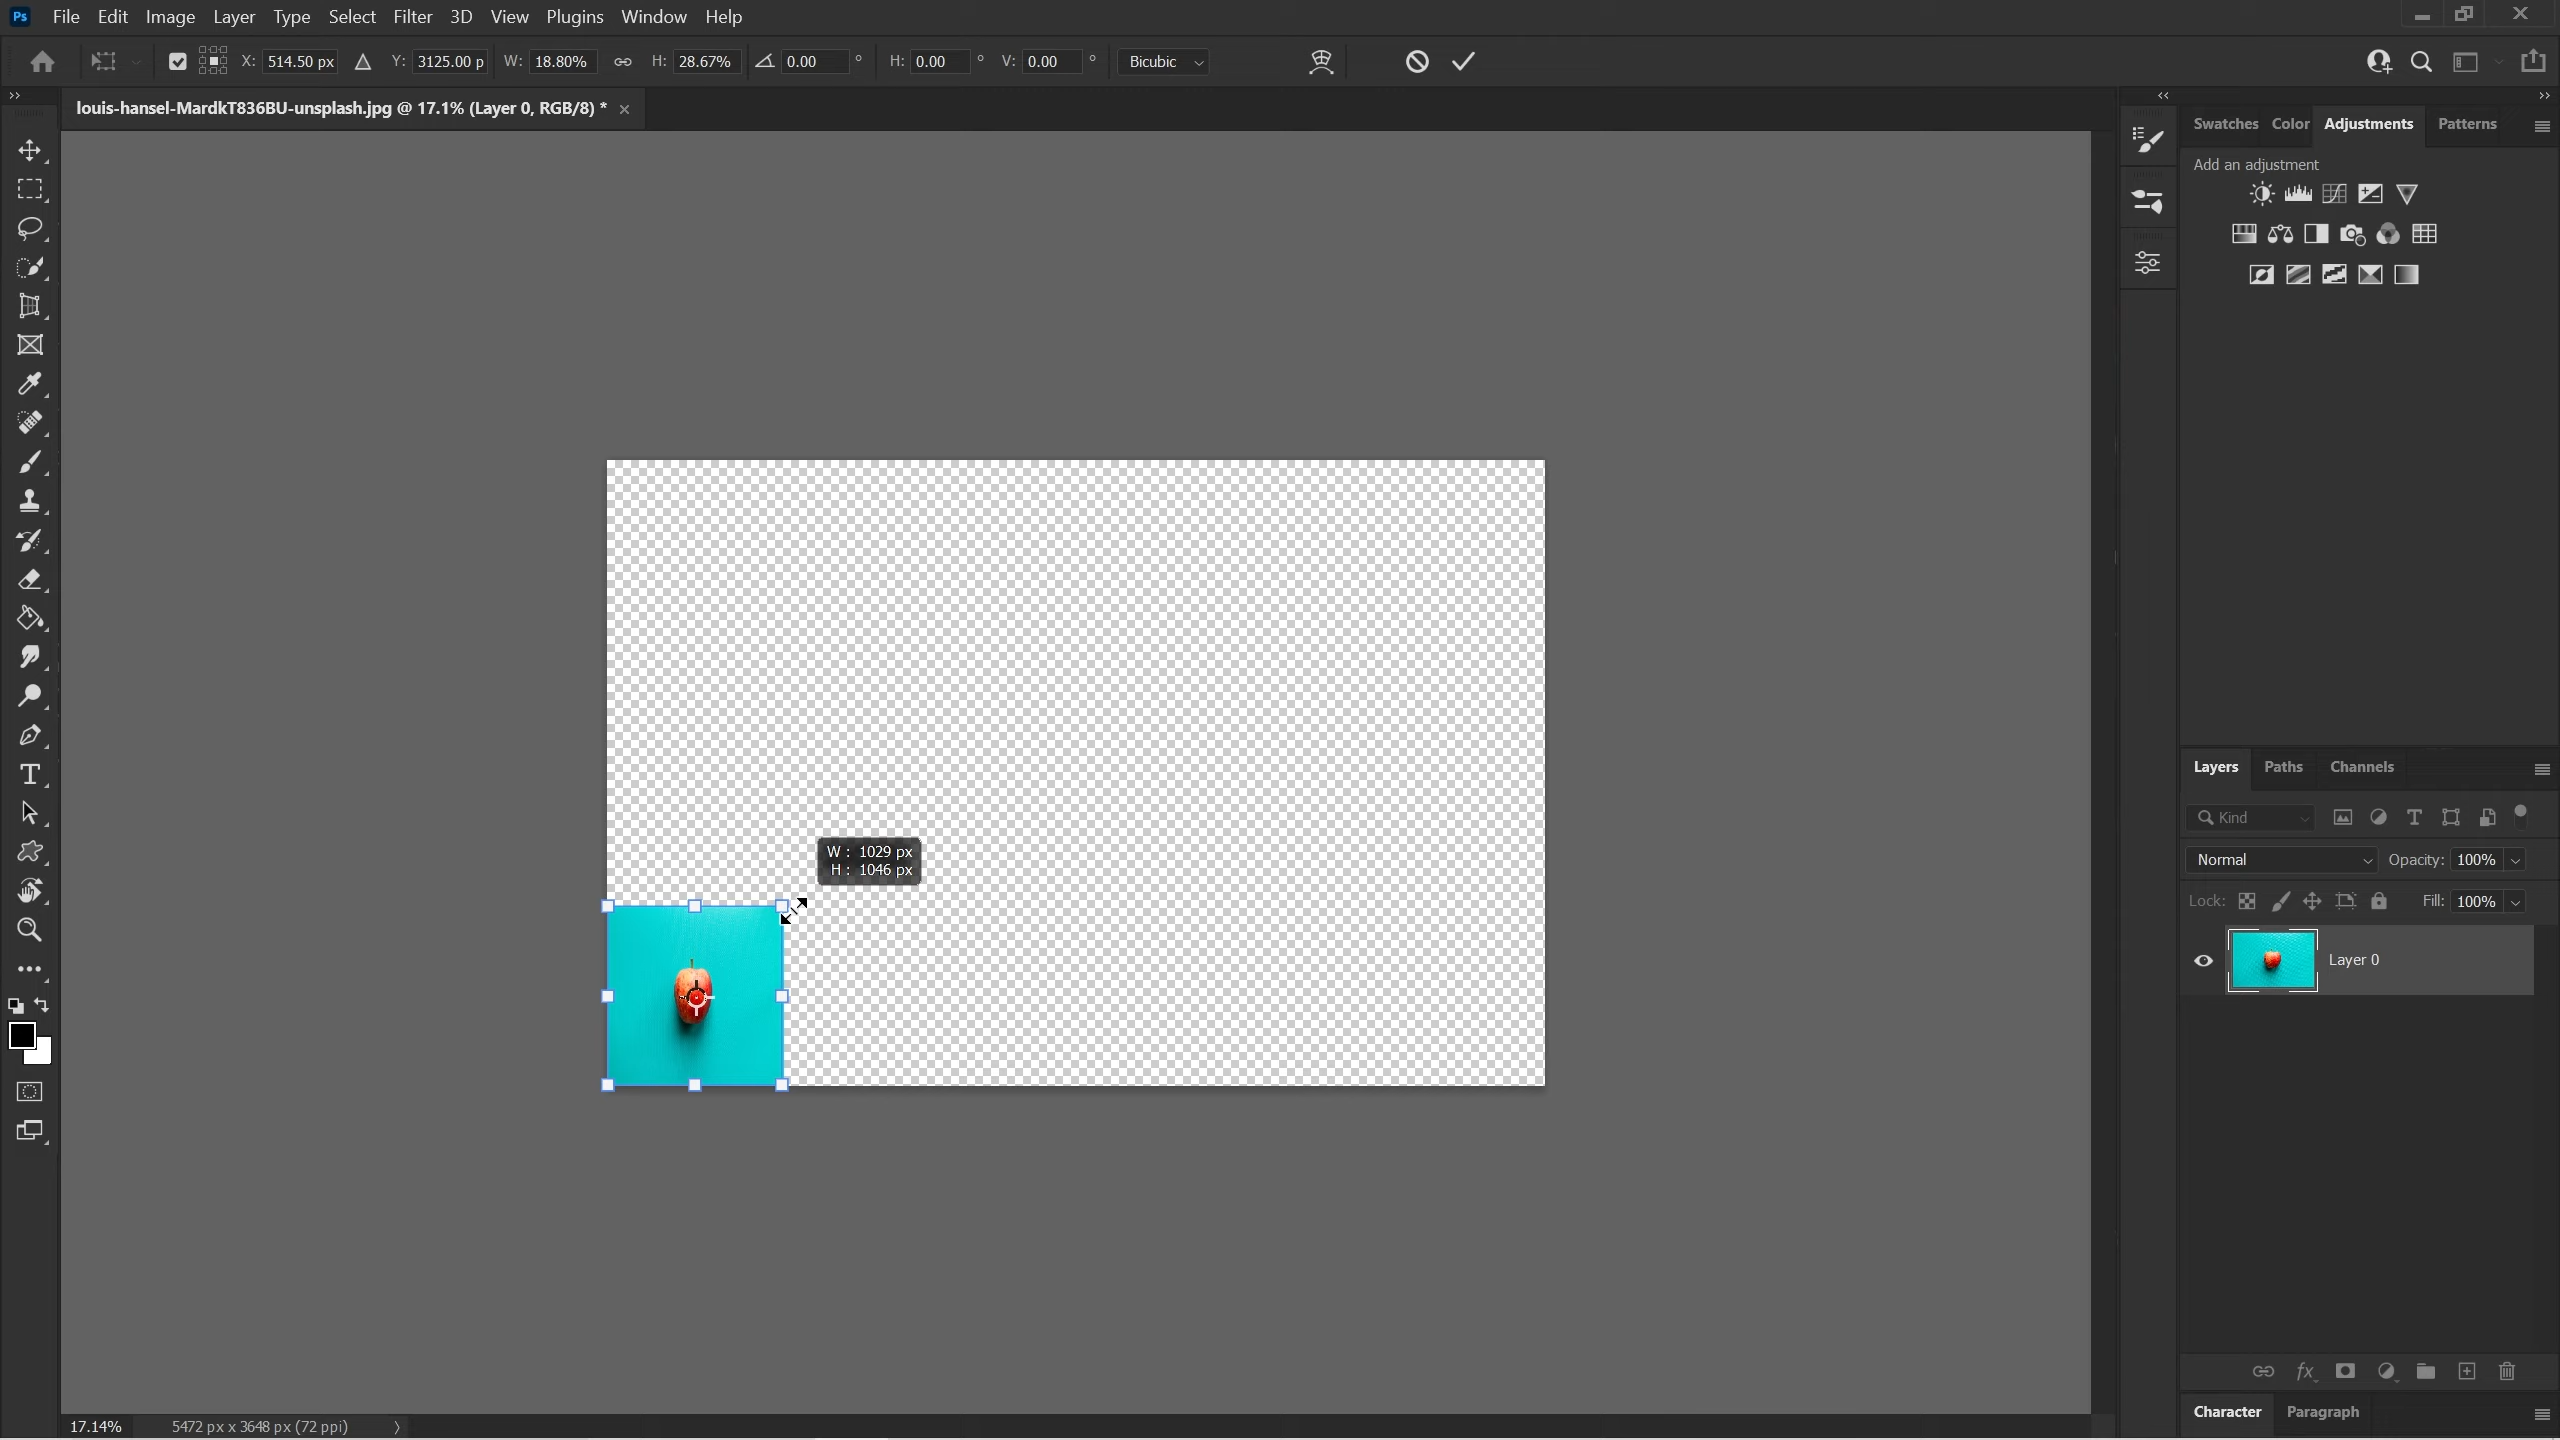 Ps File Edit Image Layer Type Select Filter 3D View Plugins Window Help
X: 514.50 px Y: 3125.00 p W: 18.80% H: 28.67% 0.00 ° H: 0.00 ° V: 0.00 ° Bicubic
louis-hansel-MardkT836BU-unsplash.jpg @ 17.1% (Layer 0, RGB/8) *
Swatches Color Adjustments Patterns
Add an adjustment
W : 1029 px
H : 1046 px
Layers Paths Channels
Kind
Normal Opacity: 100%
Lock: Fill: 100%
Layer 0
Character Paragraph
17.14% 5472 px x 3648 px (72 ppi)